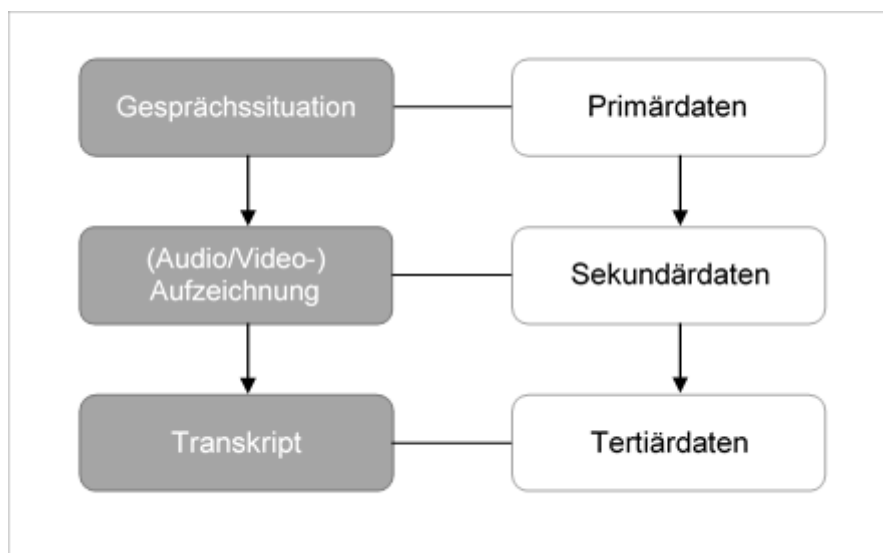 Gesprächssituation
Primärdaten
(Audio/Video-)
Aufzeichnung
Sekundärdaten
Transkript
Tertiärdaten